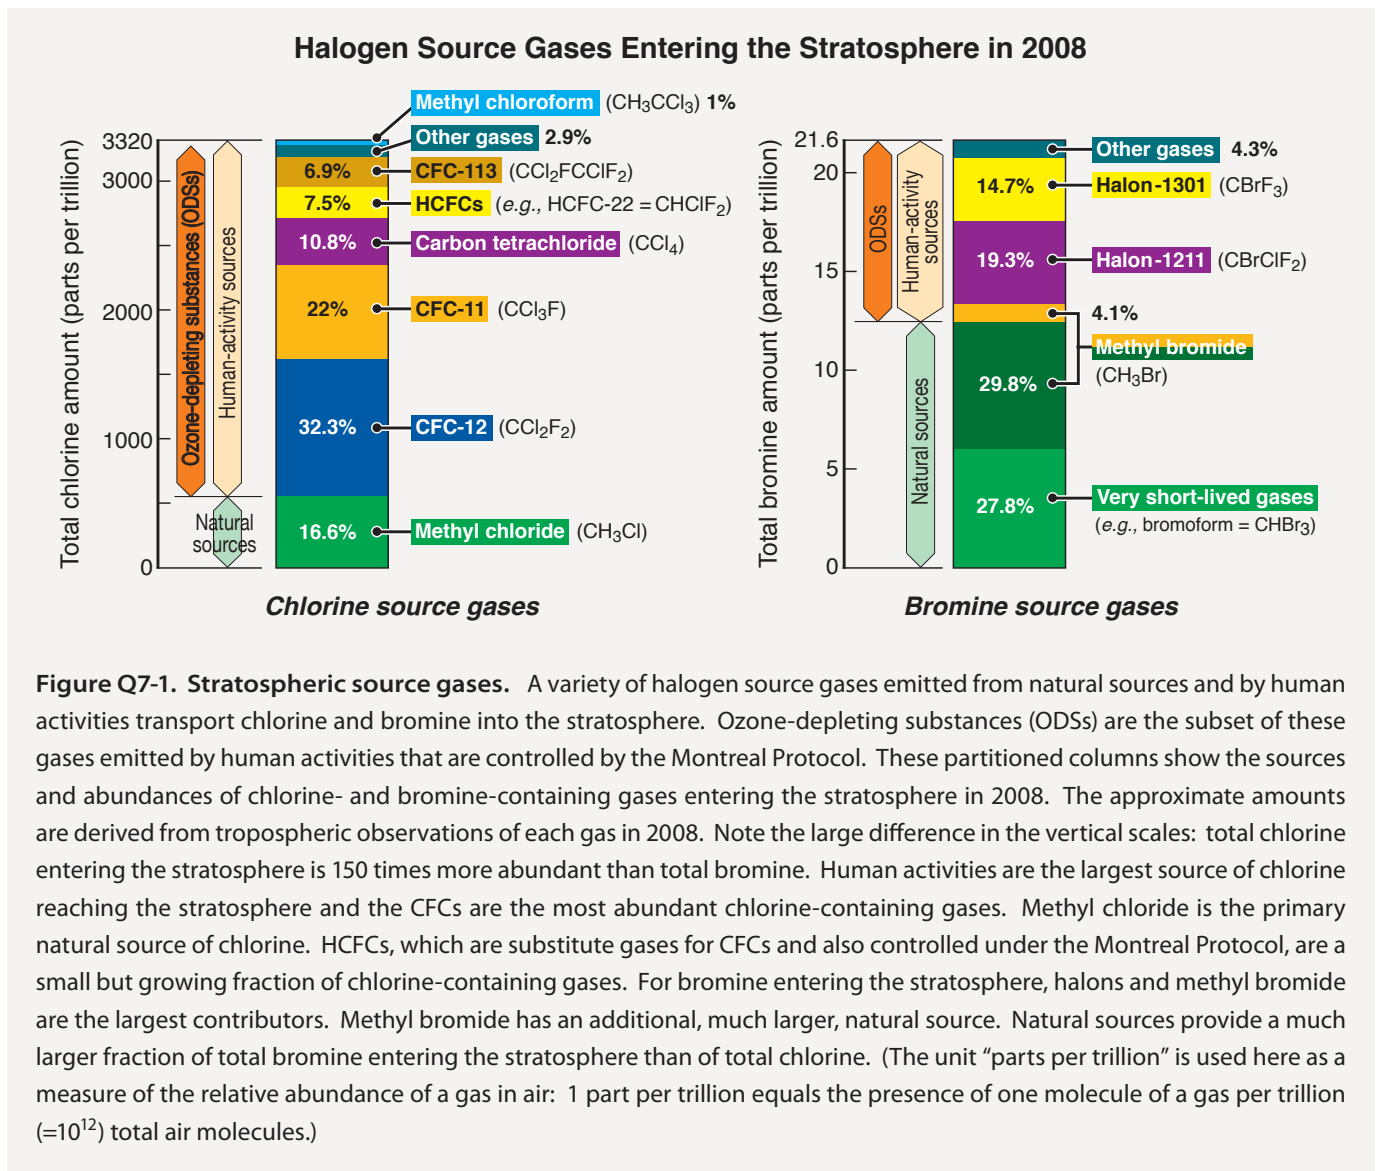 Halogen Source Gases Entering the Stratosphere in 2008
Total chlorine amount (parts per trillion)
3320
3000
2000
1000
0
Ozone-depleting substances (ODSs)
Human-activity sources
Natural
sources
Methyl chloroform (CH₃CCl₃) 1%
Other gases 2.9%
6.9% CFC-113 (CCl₂FCClF₂)
7.5% HCFCs (e.g., HCFC-22 = CHClF₂)
10.8% Carbon tetrachloride (CCl₄)
22% CFC-11 (CCl₃F)
32.3% CFC-12 (CCl₂F₂)
16.6% Methyl chloride (CH₃Cl)
Chlorine source gases
Total bromine amount (parts per trillion)
21.6
20
15
10
5
0
ODSs
Human-activity
sources
Natural sources
Other gases 4.3%
14.7% Halon-1301 (CBrF₃)
19.3% Halon-1211 (CBrClF₂)
4.1%
Methyl bromide
(CH₃Br)
29.8%
27.8% Very short-lived gases
(e.g., bromoform = CHBr₃)
Bromine source gases
Figure Q7-1. Stratospheric source gases. A variety of halogen source gases emitted from natural sources and by human
activities transport chlorine and bromine into the stratosphere. Ozone-depleting substances (ODSs) are the subset of these
gases emitted by human activities that are controlled by the Montreal Protocol. These partitioned columns show the sources
and abundances of chlorine- and bromine-containing gases entering the stratosphere in 2008. The approximate amounts
are derived from tropospheric observations of each gas in 2008. Note the large difference in the vertical scales: total chlorine
entering the stratosphere is 150 times more abundant than total bromine. Human activities are the largest source of chlorine
reaching the stratosphere and the CFCs are the most abundant chlorine-containing gases. Methyl chloride is the primary
natural source of chlorine. HCFCs, which are substitute gases for CFCs and also controlled under the Montreal Protocol, are a
small but growing fraction of chlorine-containing gases. For bromine entering the stratosphere, halons and methyl bromide
are the largest contributors. Methyl bromide has an additional, much larger, natural source. Natural sources provide a much
larger fraction of total bromine entering the stratosphere than of total chlorine. (The unit “parts per trillion” is used here as a
measure of the relative abundance of a gas in air: 1 part per trillion equals the presence of one molecule of a gas per trillion
(=10¹²) total air molecules.)